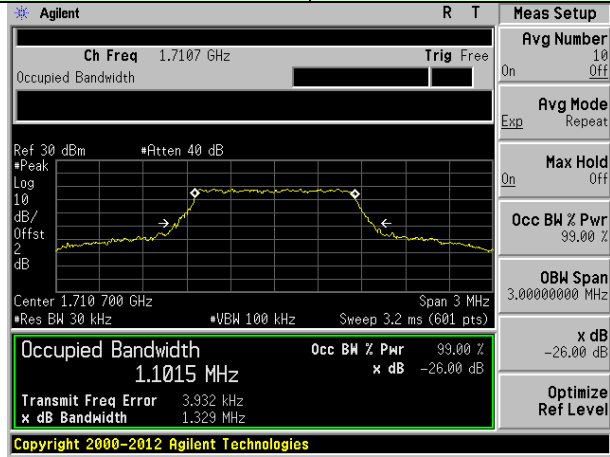 Agilent R T Meas Setup
Ch Freq 1.7107 GHz Trig Free
Occupied Bandwidth
Avg Number
10
On Off
Avg Mode
Exp Repeat
Max Hold
On Off
Occ BW % Pwr
99.00 %
OBW Span
3.00000000 MHz
x dB
-26.00 dB
Optimize
Ref Level
Ref 30 dBm #Atten 40 dB
#Peak
Log
10
dB/
Offst
2
dB
Center 1.710 700 GHz Span 3 MHz
#Res BW 30 kHz #VBW 100 kHz Sweep 3.2 ms (601 pts)
Occupied Bandwidth Occ BW % Pwr 99.00 %
1.1015 MHz x dB -26.00 dB
Transmit Freq Error 3.932 kHz
x dB Bandwidth 1.329 MHz
Copyright 2000-2012 Agilent Technologies